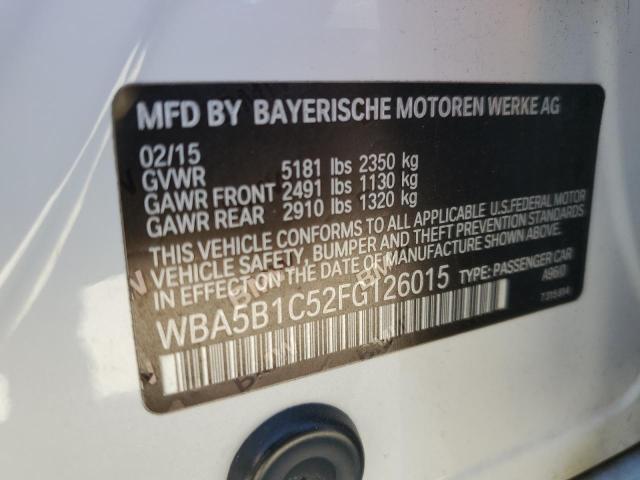 MFD BY BAYERISCHE MOTOREN WERKE AG
02/15
GVWR 5181 lbs 2350 kg
GAWR FRONT 2491 lbs 1130 kg
GAWR REAR 2910 lbs 1320 kg
THIS VEHICLE CONFORMS TO ALL APPLICABLE U.S.FEDERAL MOTOR
VEHICLE SAFETY, BUMPER AND THEFT PREVENTION STANDARDS
IN EFFECT ON THE DATE OF MANUFACTURE SHOWN ABOVE.
WBA5B1C52FG126015 TYPE: PASSENGER CAR
A960